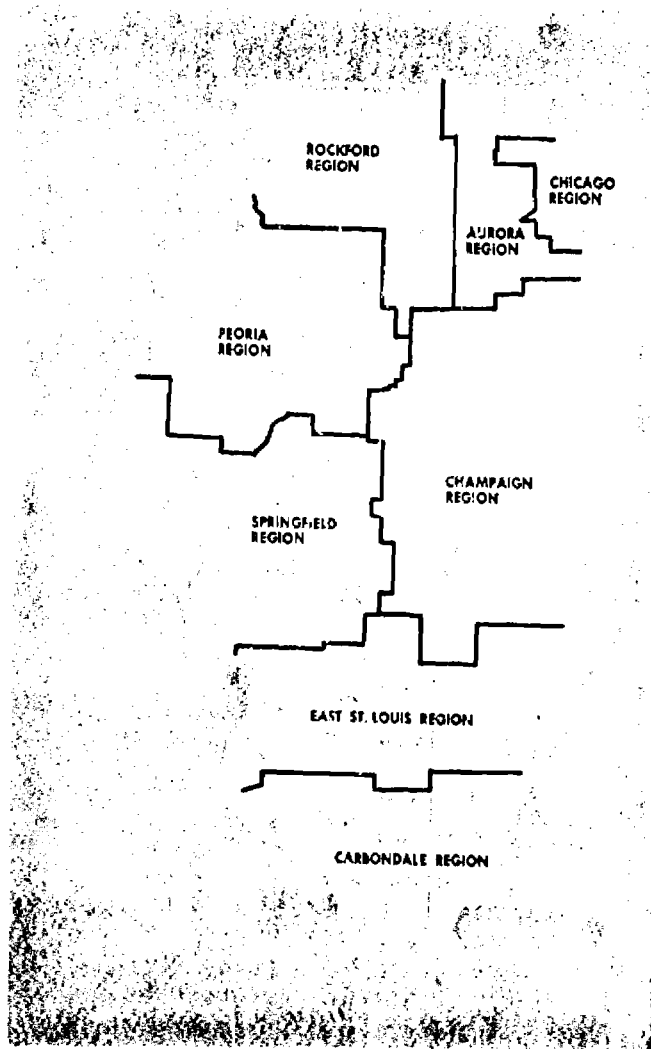 ROCKFORD
REGION
CHICAGO
REGION
AURORA
REGION
PEORIA
REGION
CHAMPAIGN
REGION
SPRINGFIELD
REGION
EAST ST. LOUIS REGION
CARBONDALE REGION